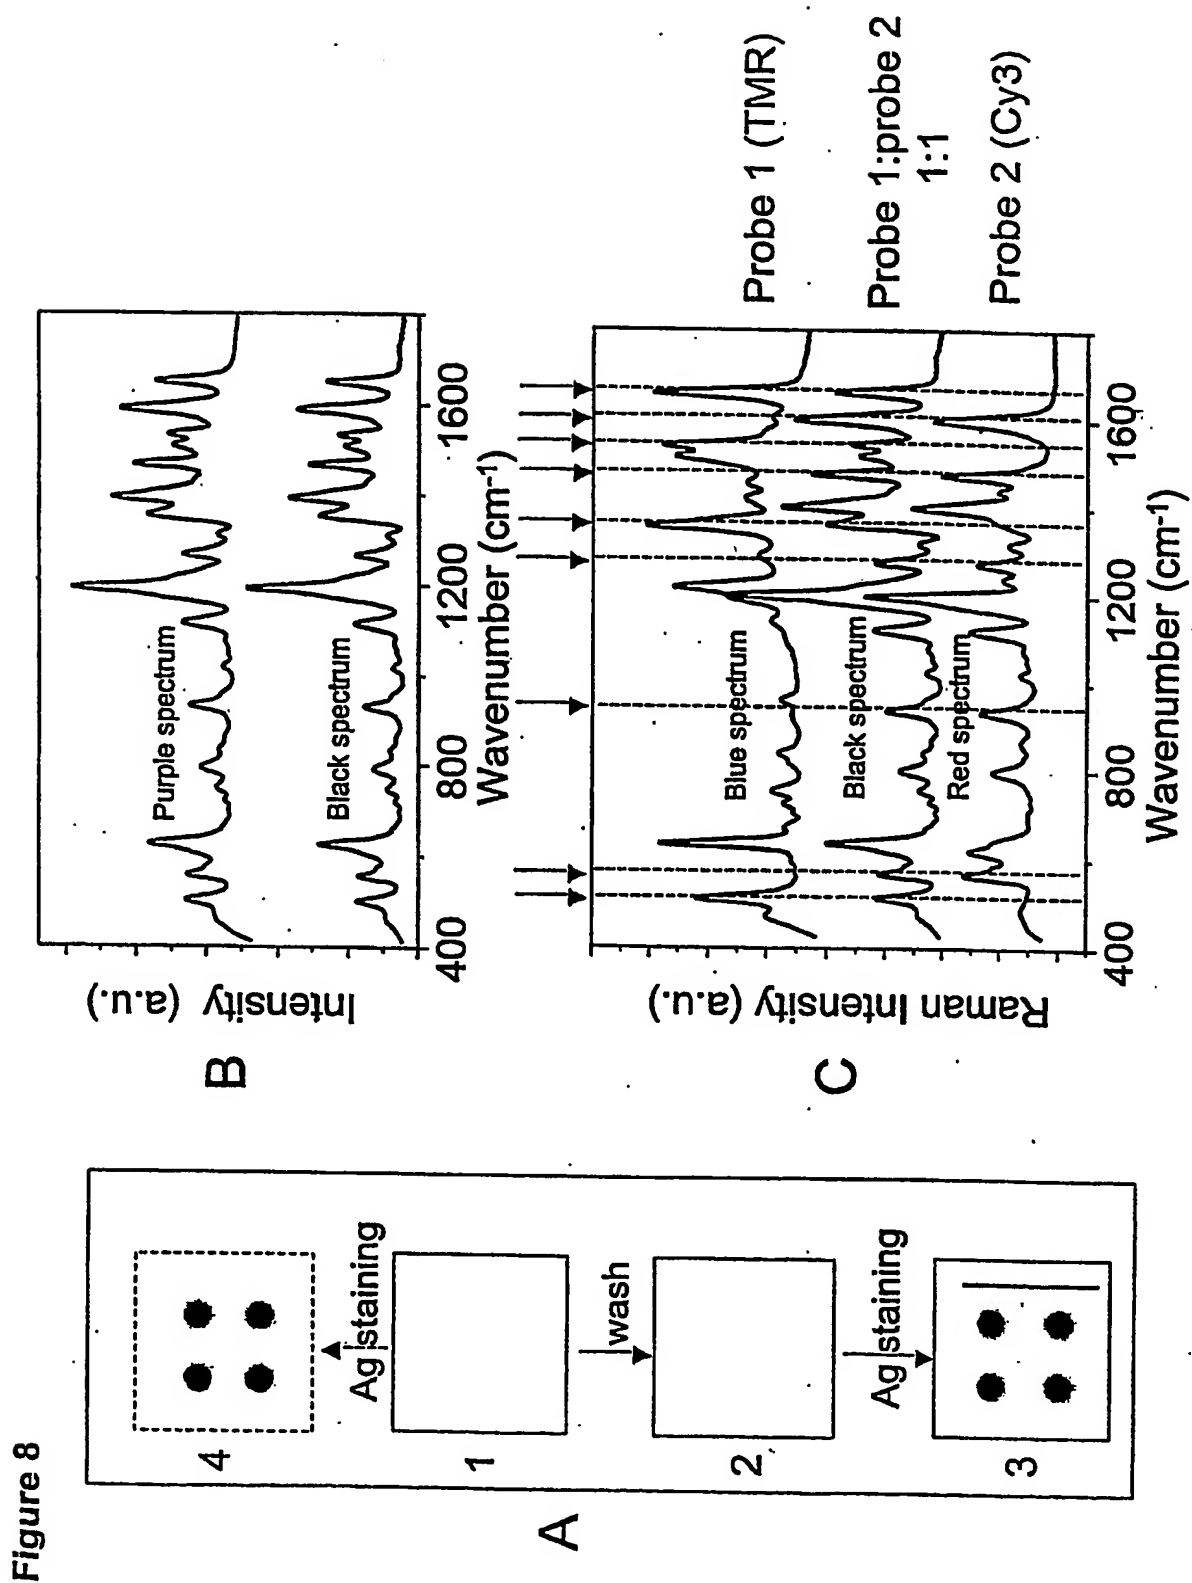 Figure 8
A
4
Ag staining
1
wash
2
Ag staining
3
B
Intensity (a.u.)
Purple spectrum
Black spectrum
400
800
1200
1600
Wavenumber (cm-1)
C
Raman Intensity (a.u.)
Blue spectrum
Black spectrum
Red spectrum
Probe 1 (TMR)
Probe 1:probe 2
1:1
Probe 2 (Cy3)
400
800
1200
1600
Wavenumber (cm-1)